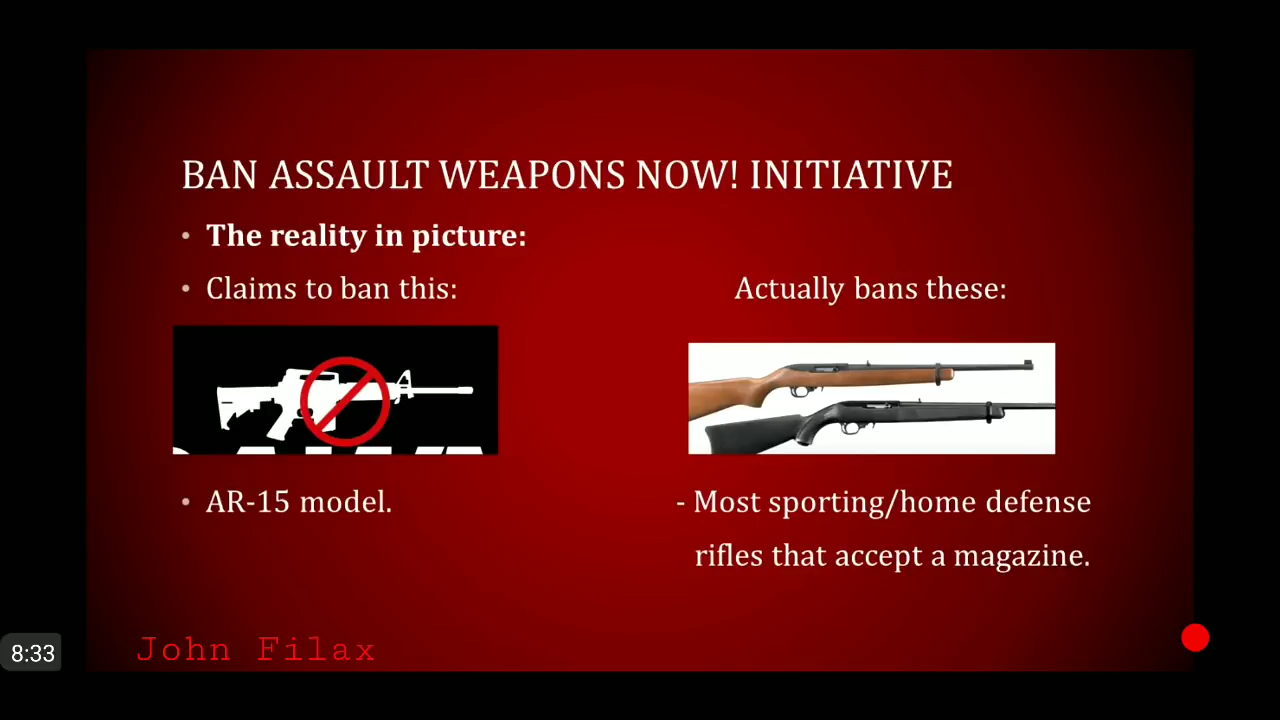 BAN ASSAULT WEAPONS NOW! INITIATIVE
• The reality in picture:
• Claims to ban this:
Actually bans these:
• AR-15 model.
- Most sporting/home defense
rifles that accept a magazine.
John Filax
8:33